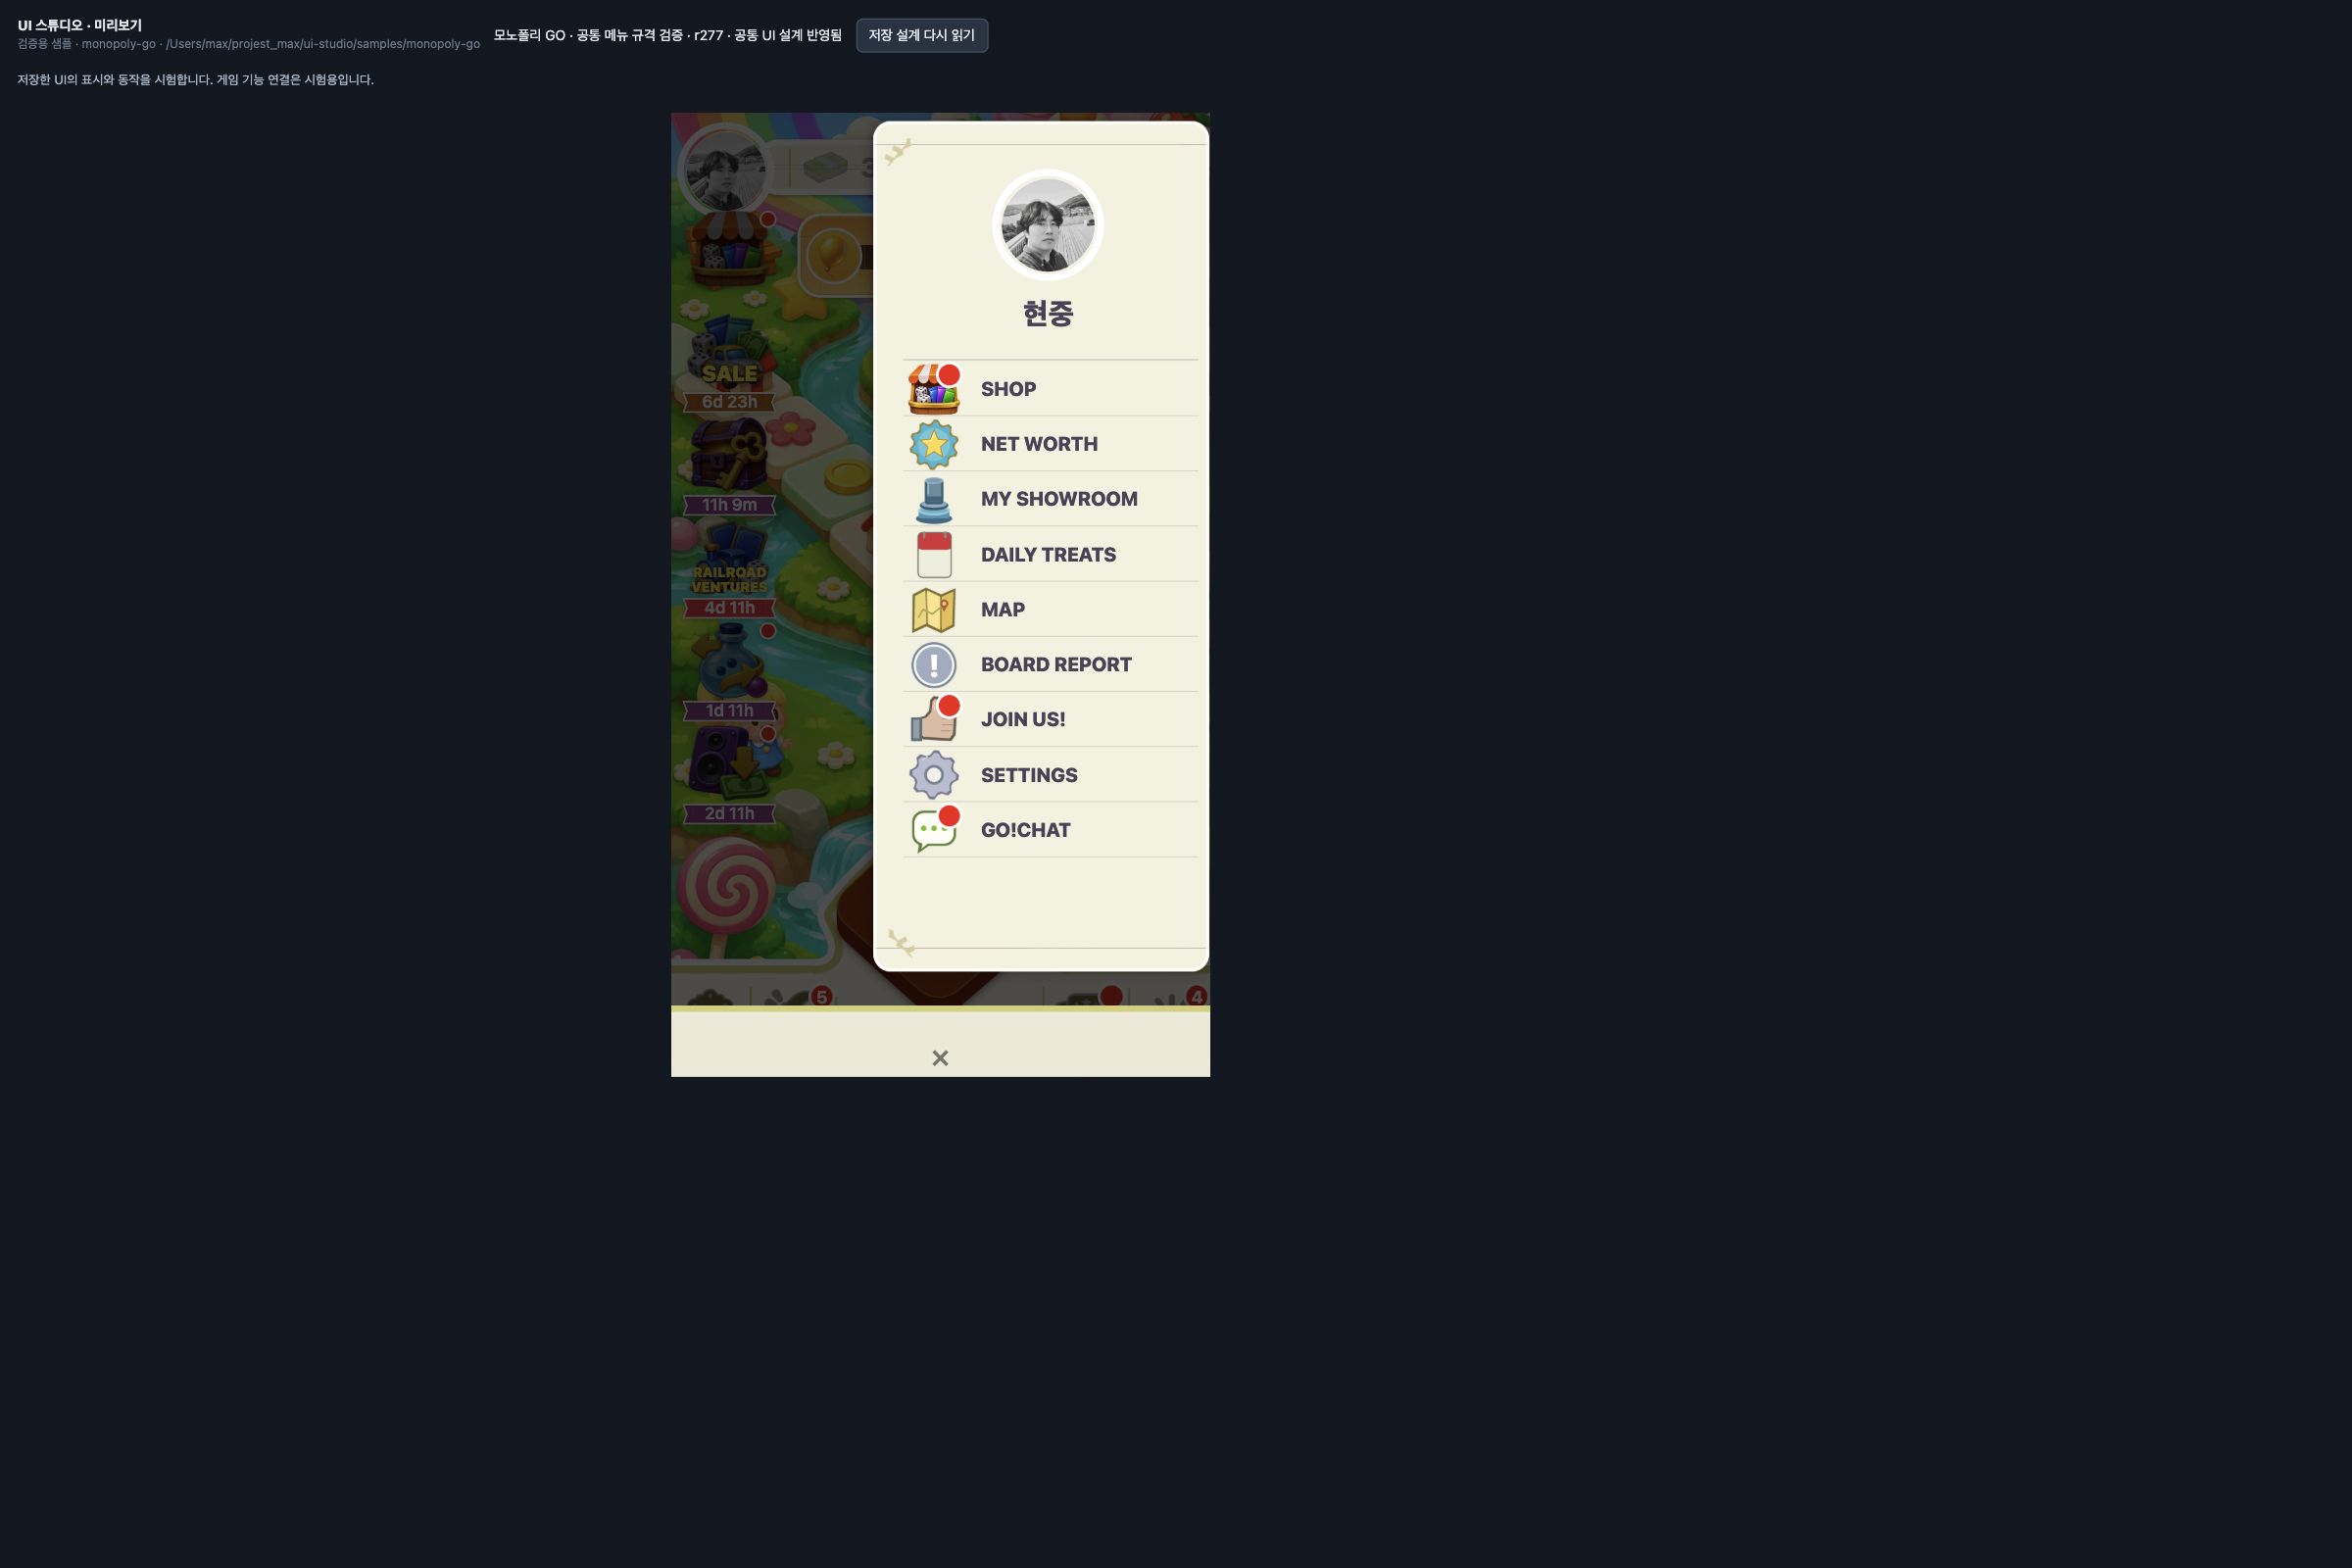 UI 스튜디오 · 미리보기
검증용 샘플 · monopoly-go · /Users/max/projest_max/ui-studio/samples/monopoly-go
모노폴리 GO · 공통 메뉴 규격 검증 · r277 · 공통 UI 설계 반영됨
저장 설계 다시 읽기
저장한 UI의 표시와 동작을 시험합니다. 게임 기능 연결은 시험용입니다.
3
SALE
6d 23h
11h 9m
RAILROAD
VENTURES
4d 11h
1d 11h
2d 11h
5
4
현중
SHOP
NET WORTH
MY SHOWROOM
DAILY TREATS
MAP
BOARD REPORT
JOIN US!
SETTINGS
GO!CHAT
×